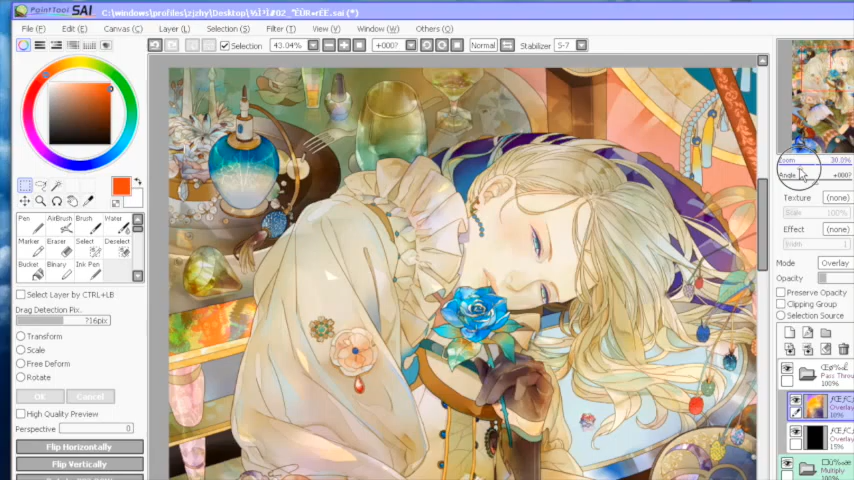 PaintTool SAI
File (F) Edit (E) Canvas (C) Layer (L) Selection (S) Filter (T) View (V) Window (W) Others (O)
Selection 43.04% +000? Normal Stabilizer S-7
Zoom 30.0%
Angle +000?
Texture (none)
Scale 100%
Effect (none)
Width 1
Mode Overlay
Opacity
Preserve Opacity
Clipping Group
Selection Source
Pass Through
100%
Overlay
18%
Overlay
15%
Multiply
100%
Pen AirBrush Brush Water
Marker Eraser Select Deselect
Bucket Binary Ink Pen
Select Layer by CTRL+LB
Drag Detection Pix.
?16pix
Transform
Scale
Free Deform
Rotate
OK Cancel
High Quality Preview
Perspective 0
Flip Horizontally
Flip Vertically